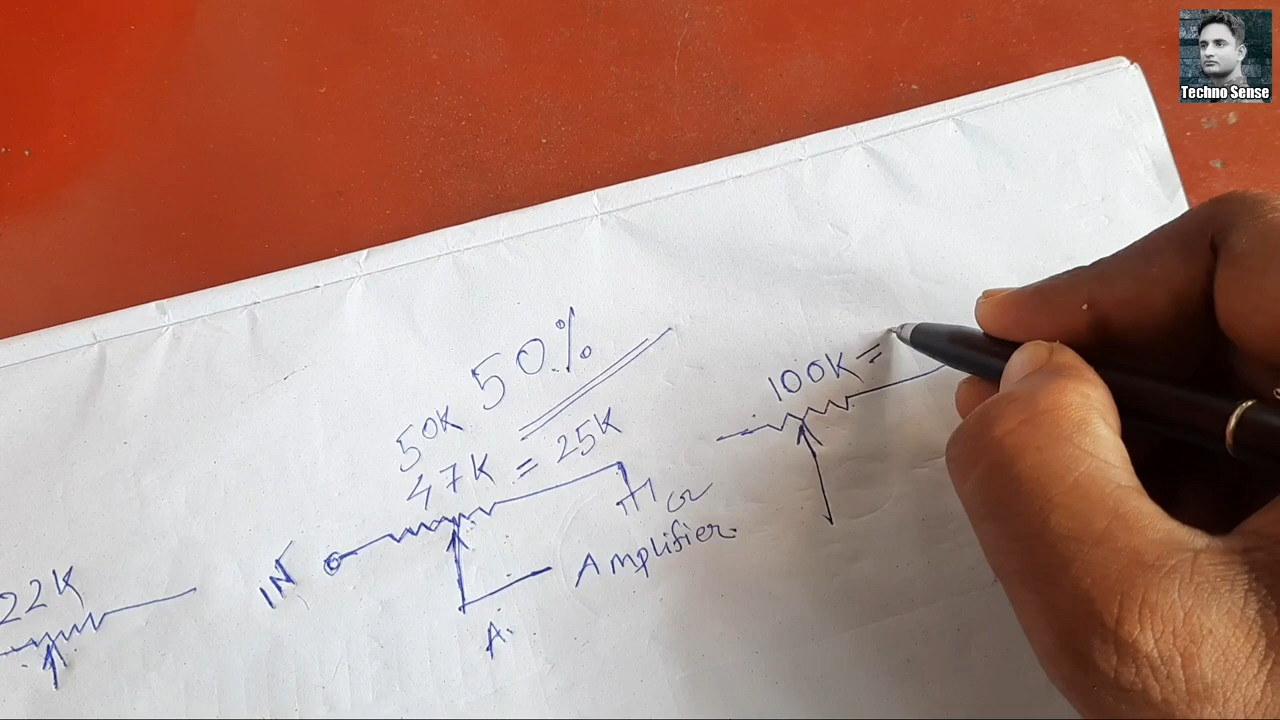 Techno Sense
50%
50K
47K = 25K
100K =
22K
IN
Amplifier.
A.